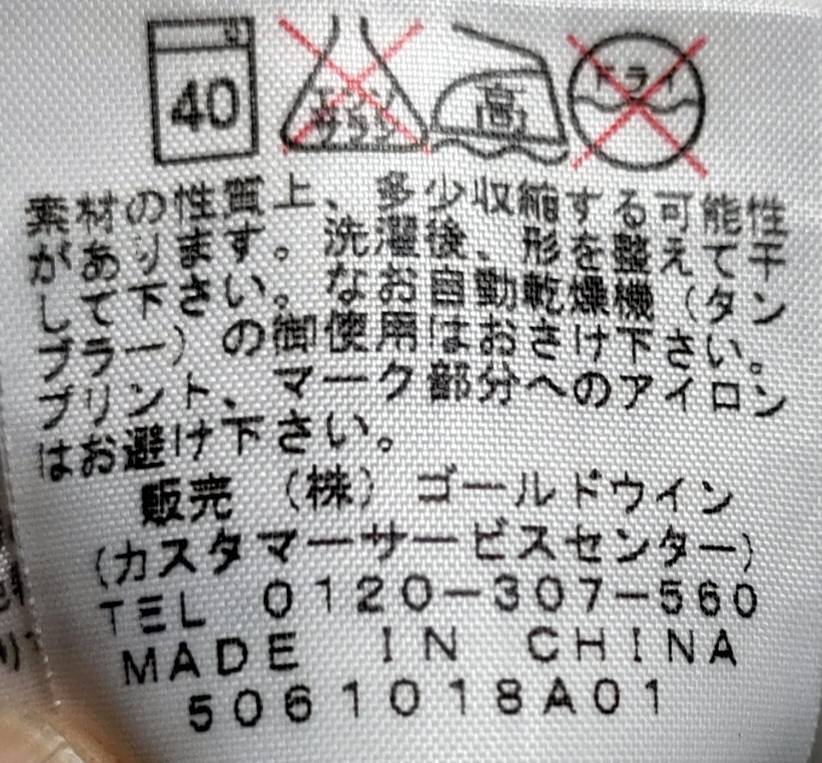 40 エンソサラシ 高 ドライ
素材の性質上、多少収縮する可能性
があります。洗濯後、形を整えて干
して下さい。なお自動乾燥機（タン
ブラー）の御使用はおさけ下さい。
プリント、マーク部分へのアイロン
はお避け下さい。
販売（株）ゴールドウイン
（カスタマーサービスセンター）
TEL 0120-307-560
MADE IN CHINA
5061018A01